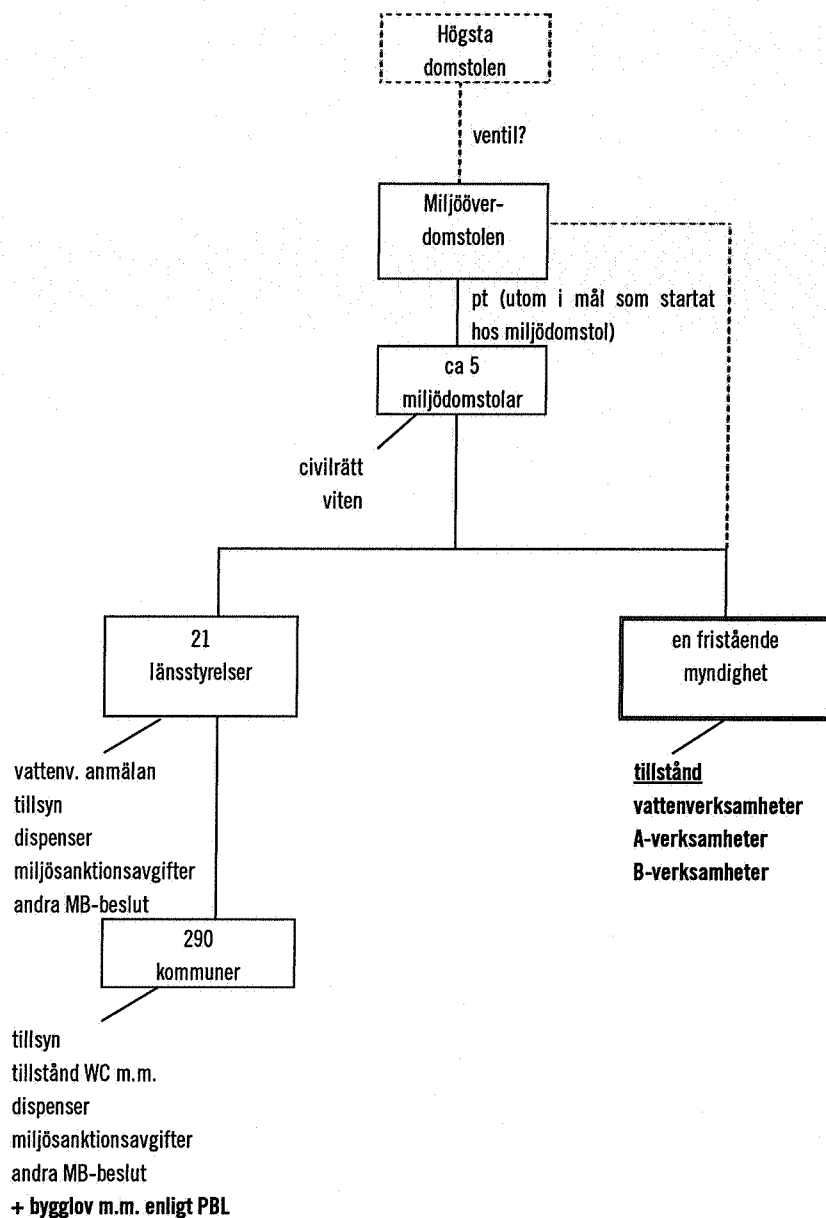 Högsta
domstolen
ventil?
Miljööver-
domstolen
pt (utom i mål som startat
hos miljödomstol)
ca 5
miljödomstolar
civilrätt
viten
21
länsstyrelser
en fristående
myndighet
vattenv. anmälan
tillsyn
dispenser
miljösanktionsavgifter
andra MB-beslut
tillstånd
vattenverksamheter
A-verksamheter
B-verksamheter
290
kommuner
tillsyn
tillstånd WC m.m.
dispenser
miljösanktionsavgifter
andra MB-beslut
+ bygglov m.m. enligt PBL